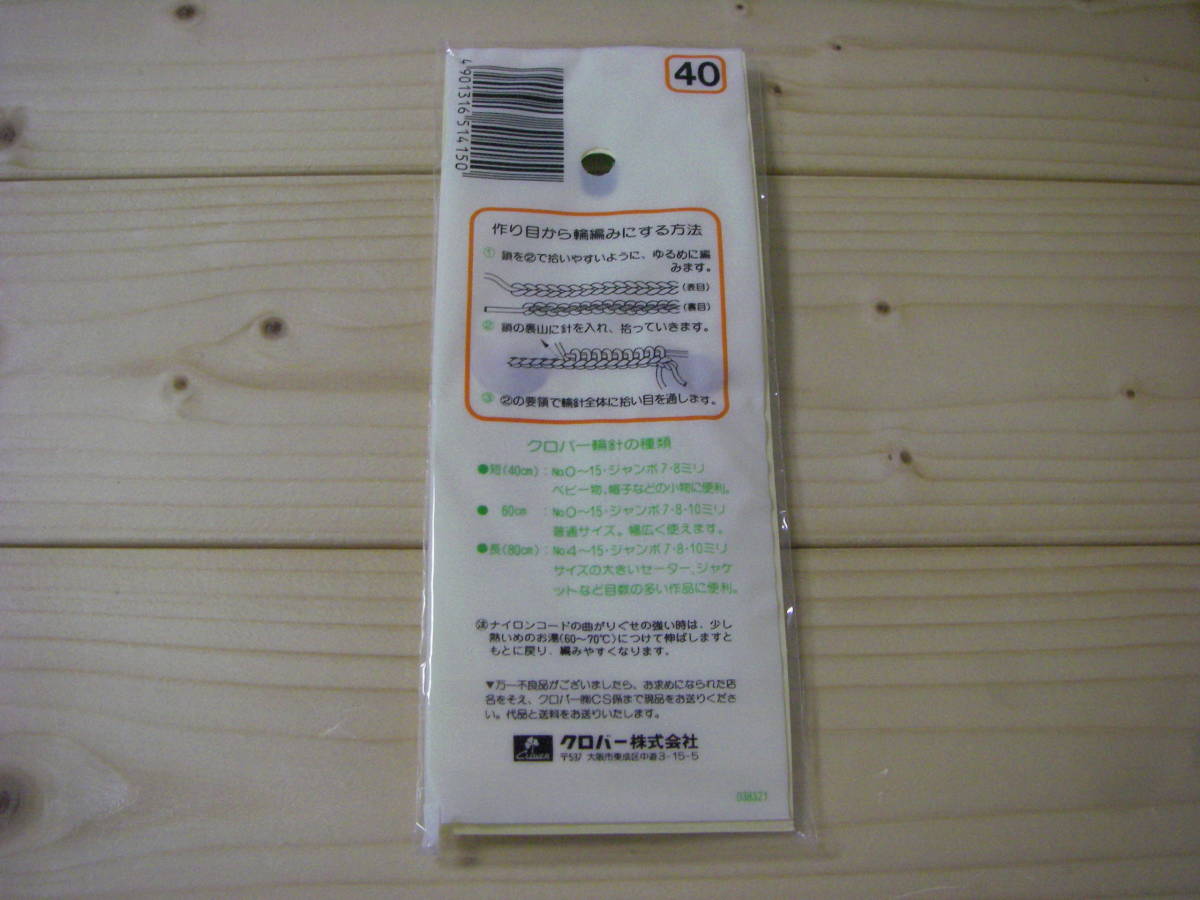 40
4901316514150
作り目から輪編みにする方法
① 鎖を②で拾いやすいように、ゆるめに編
みます。
(表目)
(裏目)
② 鎖の裏山に針を入れ、拾っていきます。
③ ②の要領で輪針全体に拾い目を通します。
クロバー輪針の種類
●短(40cm):No0〜15・ジャンボ7・8ミリ
ベビー物、帽子などの小物に便利。
● 60cm :No0〜15・ジャンボ7・8・10ミリ
普通サイズ。幅広く使えます。
●長(80cm):No4〜15・ジャンボ7・8・10ミリ
サイズの大きいセーター、ジャケ
ットなど目数の多い作品に便利。
㊟ナイロンコードの曲がりぐせの強い時は、少し
熱いめのお湯(60〜70℃)につけて伸ばしますと
もとに戻り、編みやすくなります。
▼万一不良品がございましたら、お求めになられた店
名をそえ、クロバー㈱CS係まで現品をお送りくださ
い。代品と送料をお送りいたします。
Clover クロバー株式会社
〒537 大阪市東成区中道3-15-5
038321